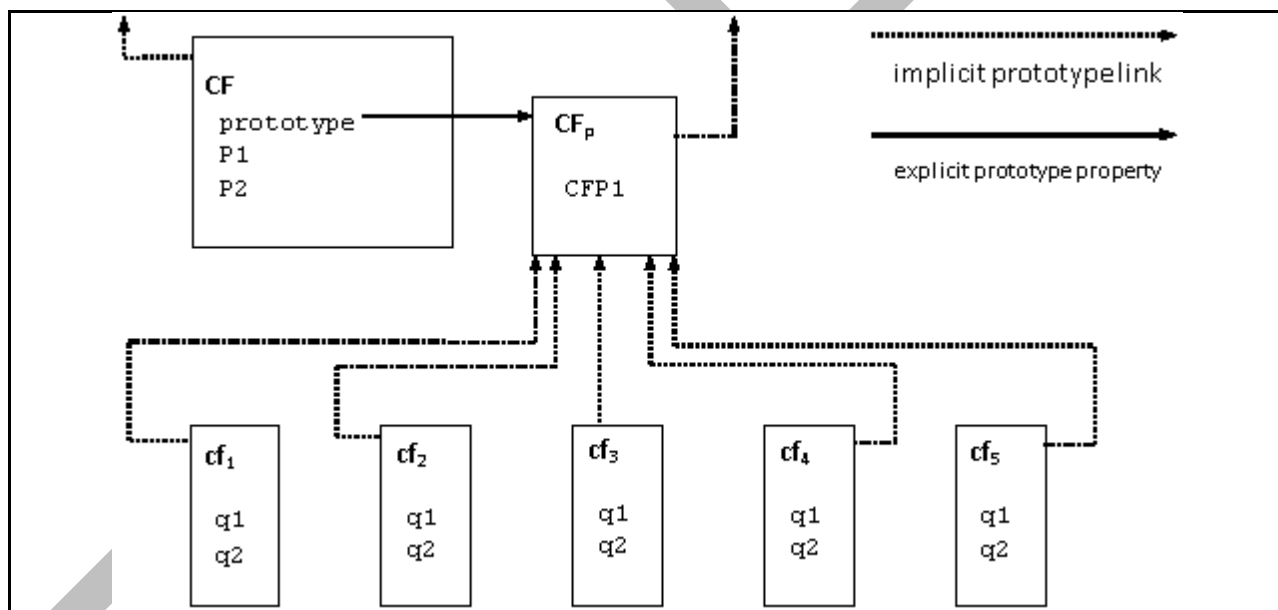 CF
prototype
P1
P2
CFp
CFP1
implicit prototype link
explicit prototype property
cf1
q1
q2
cf2
q1
q2
cf3
q1
q2
cf4
q1
q2
cf5
q1
q2